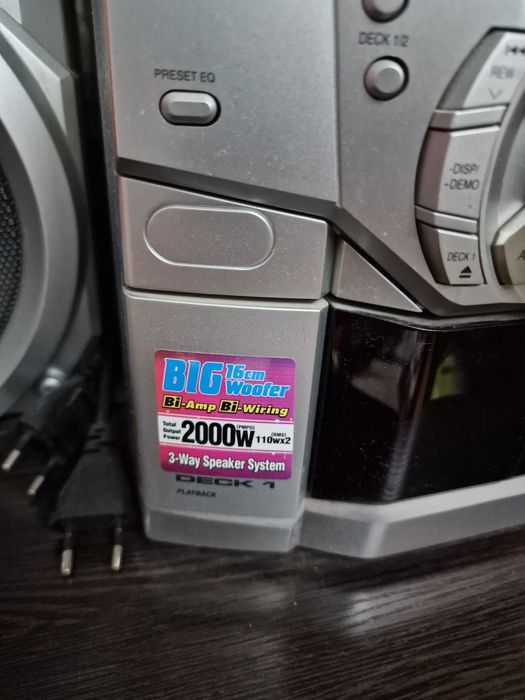 DECK 1/2
PRESET EQ
REW
-DISP/
-DEMO
DECK 1
BIG 16cm Woofer
Bi-Amp Bi-Wiring
Total Output Power 2000W (PMPO) 110Wx2 (RMS)
3-Way Speaker System
DECK 1
PLAYBACK